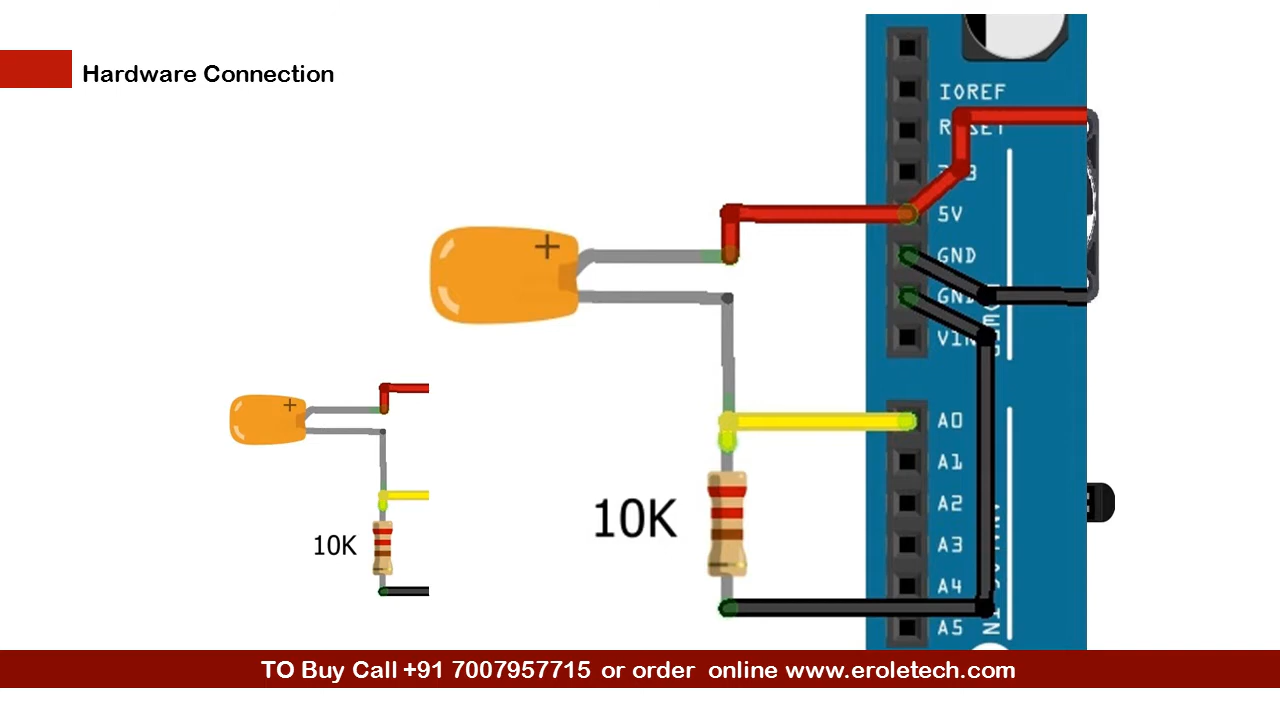 Hardware Connection
IOREF
RESET
5V
+
GND
GND
VIN
+
A0
A1
10K
A2
10K
A3
A4
A5
TO Buy Call +91 7007957715 or order online www.eroletech.com